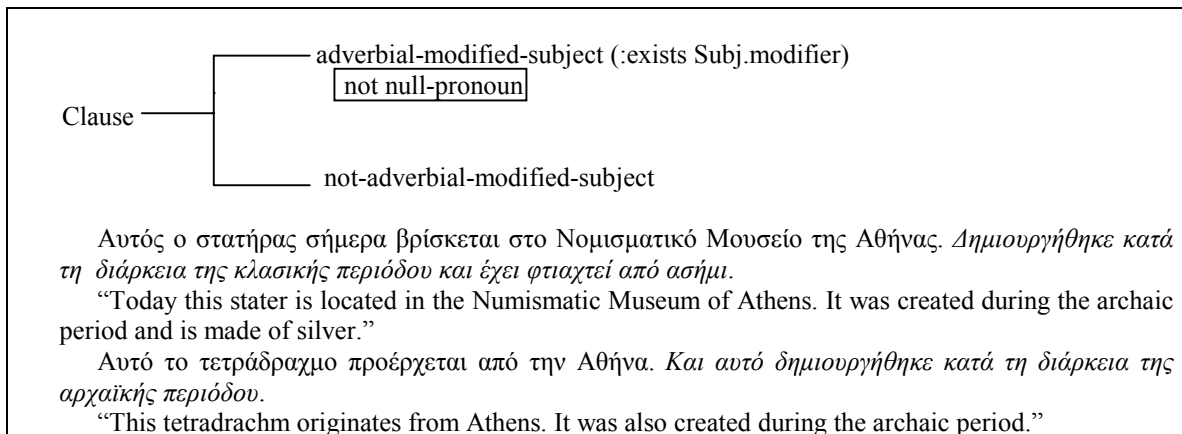 adverbial-modified-subject (:exists Subj.modifier)
not null-pronoun
Clause
not-adverbial-modified-subject
Αυτός ο στατήρας σήμερα βρίσκεται στο Νομισματικό Μουσείο της Αθήνας. Δημιουργήθηκε κατά
τη διάρκεια της κλασικής περιόδου και έχει φτιαχτεί από ασήμι.
“Today this stater is located in the Numismatic Museum of Athens. It was created during the archaic
period and is made of silver.”
Αυτό το τετράδραχμο προέρχεται από την Αθήνα. Και αυτό δημιουργήθηκε κατά τη διάρκεια της
αρχαϊκής περιόδου.
“This tetradrachm originates from Athens. It was also created during the archaic period.”